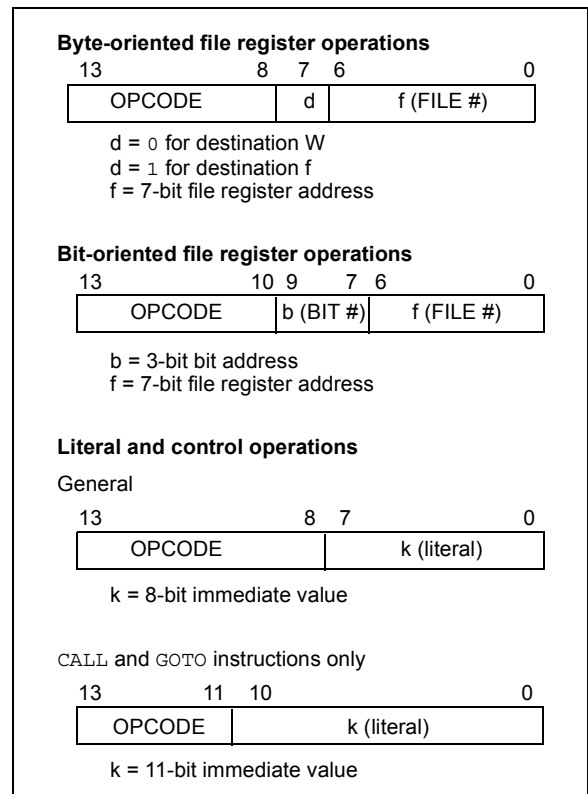 Byte-oriented file register operations
13 8 7 6 0
OPCODE d f (FILE #)
d = 0 for destination W
d = 1 for destination f
f = 7-bit file register address
Bit-oriented file register operations
13 10 9 7 6 0
OPCODE b (BIT #) f (FILE #)
b = 3-bit bit address
f = 7-bit file register address
Literal and control operations
General
13 8 7 0
OPCODE k (literal)
k = 8-bit immediate value
CALL and GOTO instructions only
13 11 10 0
OPCODE k (literal)
k = 11-bit immediate value